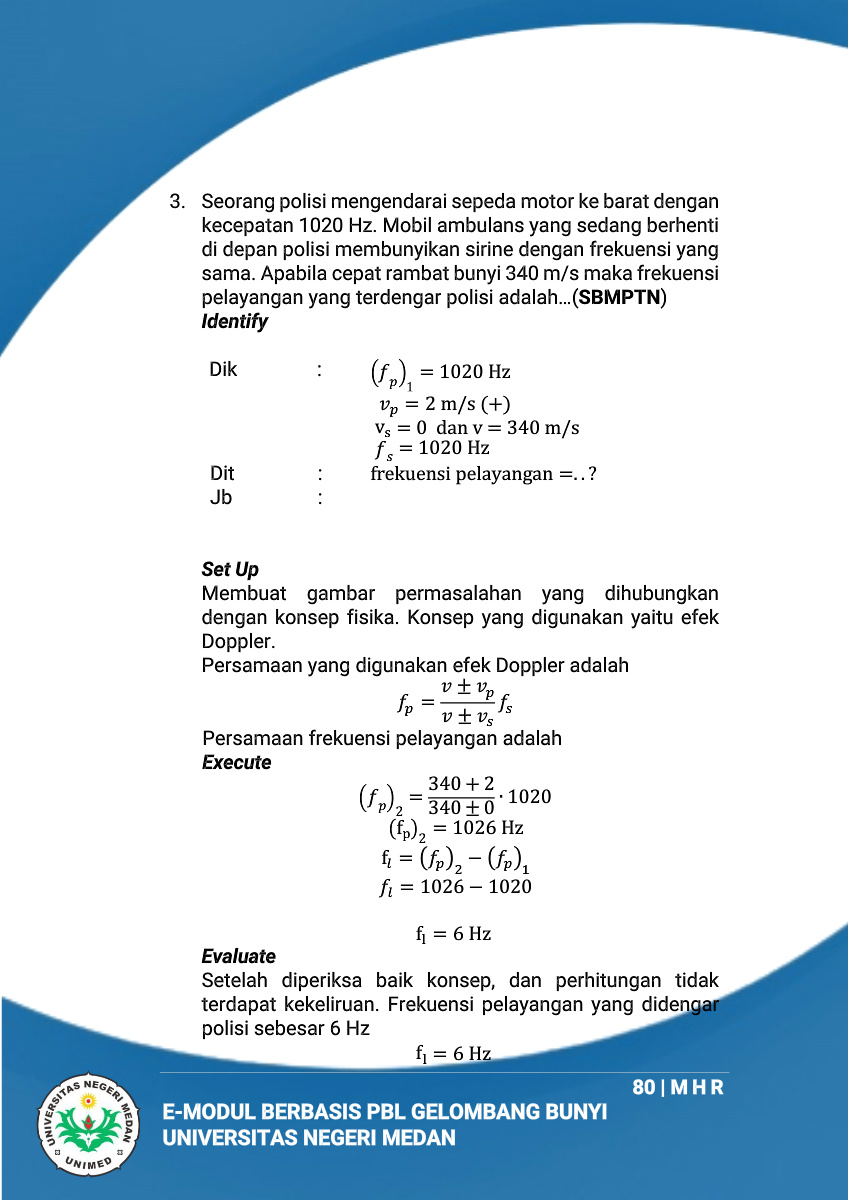 3. Seorang polisi mengendarai sepeda motor ke barat dengan
kecepatan 1020 Hz. Mobil ambulans yang sedang berhenti
di depan polisi membunyikan sirine dengan frekuensi yang
sama. Apabila cepat rambat bunyi 340 m/s maka frekuensi
pelayangan yang terdengar polisi adalah…(SBMPTN)
Identify
Dik : (f_p)_1 = 1020 Hz
v_p = 2 m/s (+)
v_s = 0 dan v = 340 m/s
f_s = 1020 Hz
Dit : frekuensi pelayangan =..?
Jb :
Set Up
Membuat gambar permasalahan yang dihubungkan
dengan konsep fisika. Konsep yang digunakan yaitu efek
Doppler.
Persamaan yang digunakan efek Doppler adalah
f_p = (v ± v_p)/(v ± v_s) f_s
Persamaan frekuensi pelayangan adalah
Execute
(f_p)_2 = (340 + 2)/(340 ± 0) · 1020
(f_p)_2 = 1026 Hz
f_l = (f_p)_2 − (f_p)_1
f_l = 1026 − 1020
f_l = 6 Hz
Evaluate
Setelah diperiksa baik konsep, dan perhitungan tidak
terdapat kekeliruan. Frekuensi pelayangan yang didengar
polisi sebesar 6 Hz
f_l = 6 Hz
80 | M H R
E-MODUL BERBASIS PBL GELOMBANG BUNYI
UNIVERSITAS NEGERI MEDAN
UNIVERSITAS NEGERI MEDAN
UNIMED